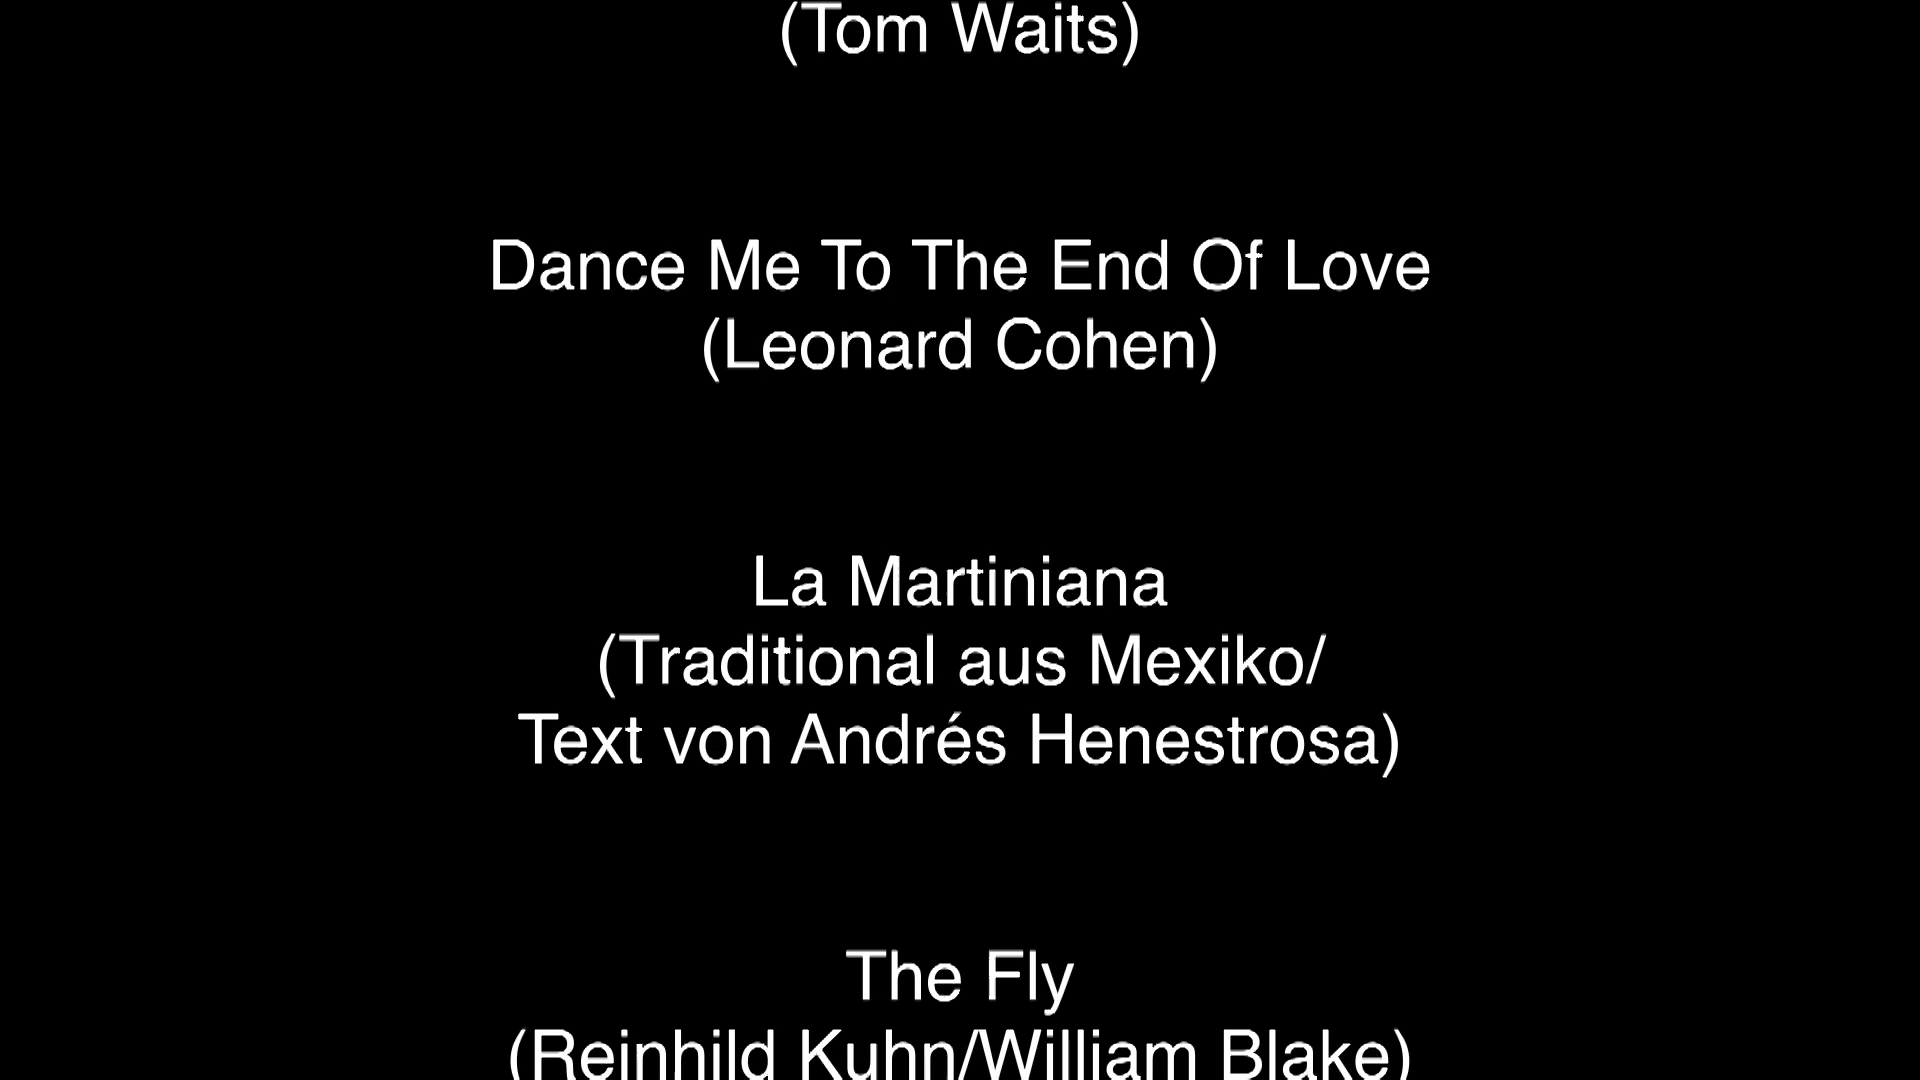 (Tom Waits)
Dance Me To The End Of Love
(Leonard Cohen)
La Martiniana
(Traditional aus Mexiko/
Text von Andrés Henestrosa)
The Fly
(Reinhild Kuhn/William Blake)